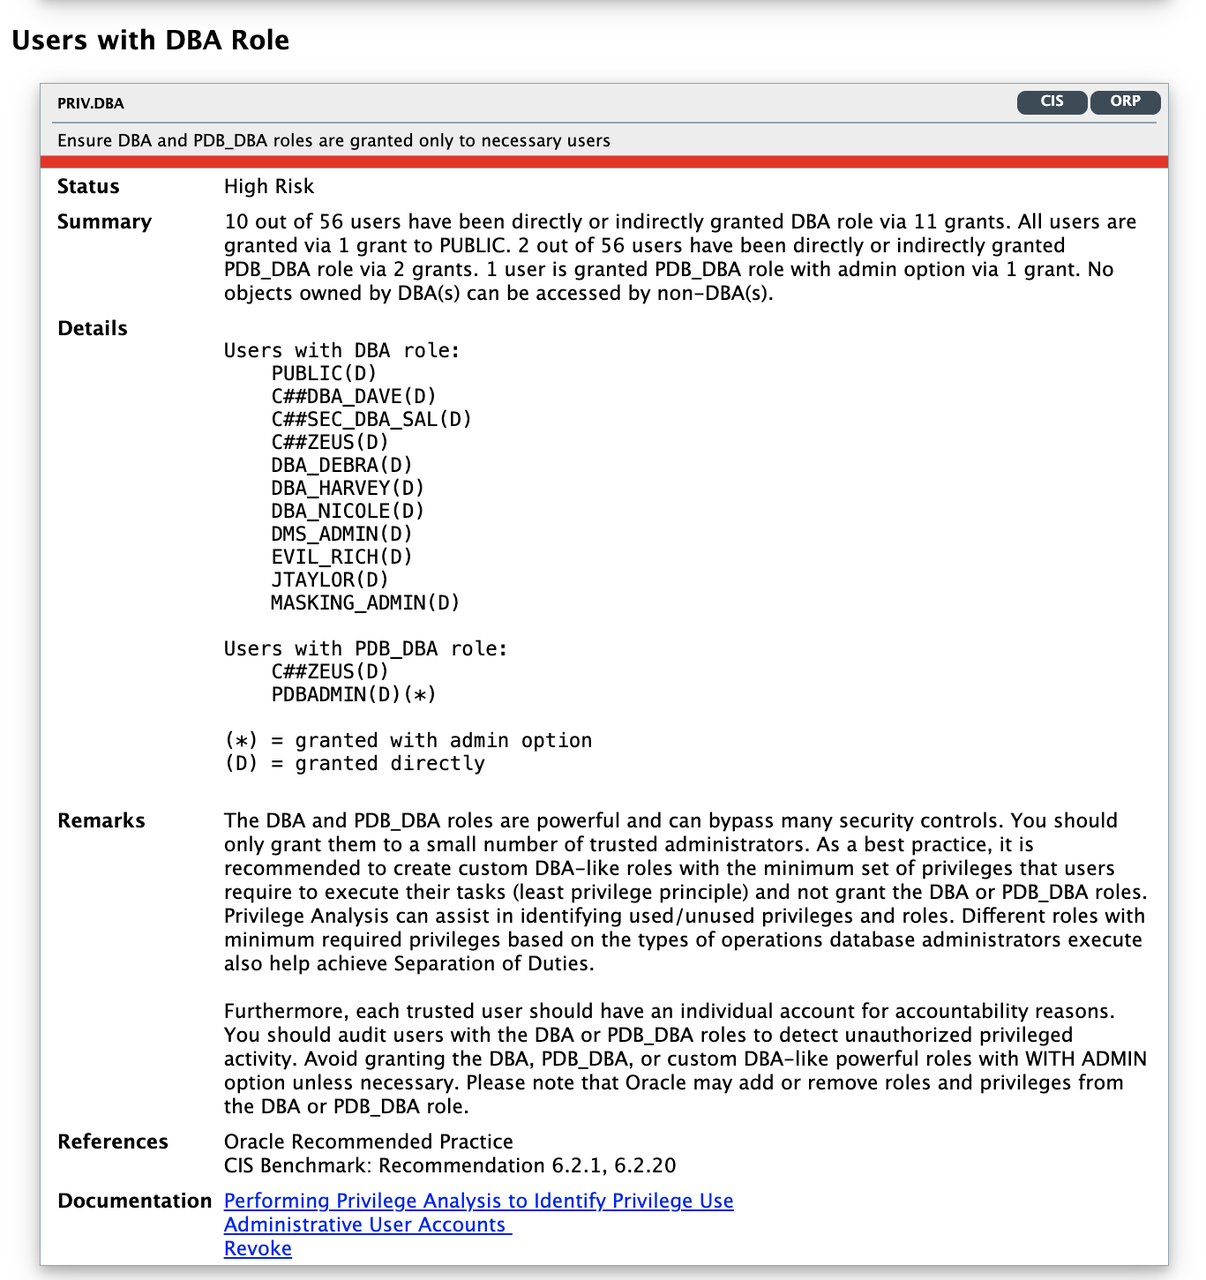 Users with DBA Role
PRIV.DBA
CIS
ORP
Ensure DBA and PDB_DBA roles are granted only to necessary users
Status
High Risk
Summary
10 out of 56 users have been directly or indirectly granted DBA role via 11 grants. All users are
granted via 1 grant to PUBLIC. 2 out of 56 users have been directly or indirectly granted
PDB_DBA role via 2 grants. 1 user is granted PDB_DBA role with admin option via 1 grant. No
objects owned by DBA(s) can be accessed by non-DBA(s).
Details
Users with DBA role:
PUBLIC(D)
C##DBA_DAVE(D)
C##SEC_DBA_SAL(D)
C##ZEUS(D)
DBA_DEBRA(D)
DBA_HARVEY(D)
DBA_NICOLE(D)
DMS_ADMIN(D)
EVIL_RICH(D)
JTAYLOR(D)
MASKING_ADMIN(D)
Users with PDB_DBA role:
C##ZEUS(D)
PDBADMIN(D)(*)
(*) = granted with admin option
(D) = granted directly
Remarks
The DBA and PDB_DBA roles are powerful and can bypass many security controls. You should
only grant them to a small number of trusted administrators. As a best practice, it is
recommended to create custom DBA-like roles with the minimum set of privileges that users
require to execute their tasks (least privilege principle) and not grant the DBA or PDB_DBA roles.
Privilege Analysis can assist in identifying used/unused privileges and roles. Different roles with
minimum required privileges based on the types of operations database administrators execute
also help achieve Separation of Duties.
Furthermore, each trusted user should have an individual account for accountability reasons.
You should audit users with the DBA or PDB_DBA roles to detect unauthorized privileged
activity. Avoid granting the DBA, PDB_DBA, or custom DBA-like powerful roles with WITH ADMIN
option unless necessary. Please note that Oracle may add or remove roles and privileges from
the DBA or PDB_DBA role.
References
Oracle Recommended Practice
CIS Benchmark: Recommendation 6.2.1, 6.2.20
Documentation
Performing Privilege Analysis to Identify Privilege Use
Administrative User Accounts
Revoke